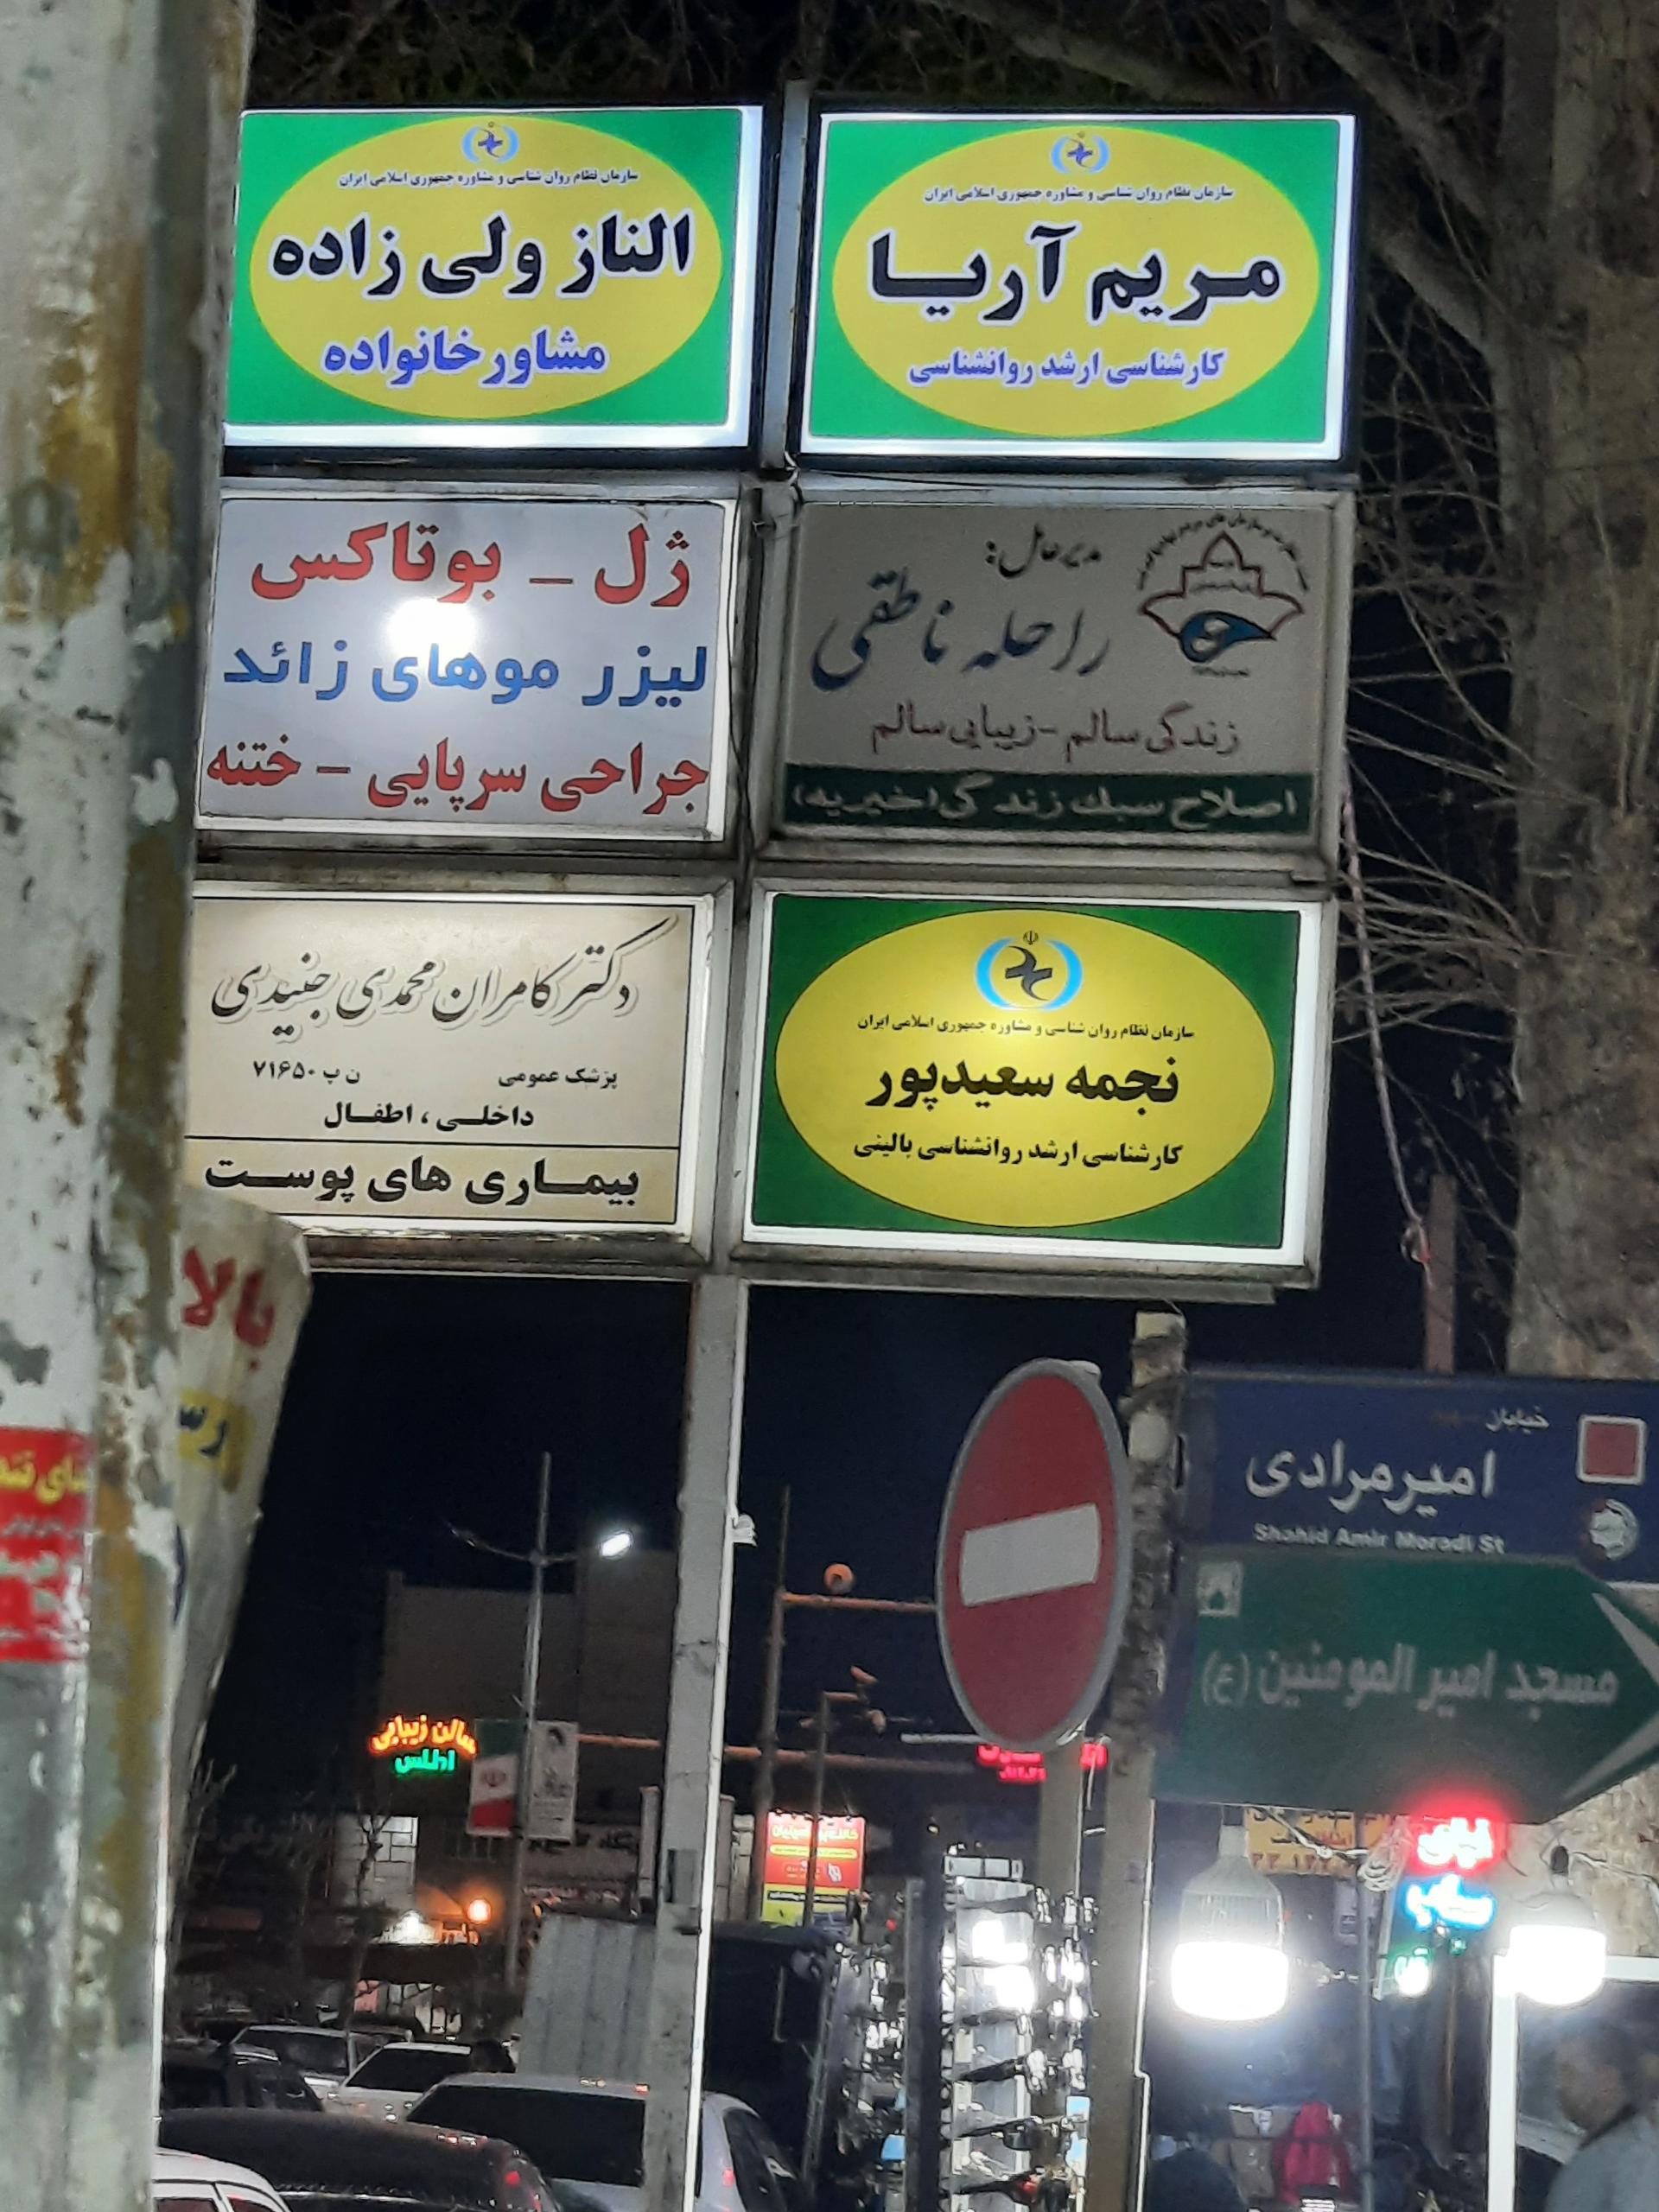 سازمان نظام روان شناسی و مشاوره جمهوری اسلامی ایران
مریم آریا
کارشناسی ارشد روانشناسی
سازمان نظام روان شناسی و مشاوره جمهوری اسلامی ایران
الناز ولی زاده
مشاور خانواده
مدیرعامل:
راحله ناطقی
زندگی سالم - زیبایی سالم
اصلاح سبک زندگی (خیریه)
ژل - بوتاکس
لیزر موهای زائد
جراحی سرپایی - ختنه
سازمان نظام روان شناسی و مشاوره جمهوری اسلامی ایران
نجمه سعیدپور
کارشناسی ارشد روانشناسی بالینی
دکتر کامران محمدی جنیدی
پزشک عمومی ن پ ۷۱۶۵۰
داخلی ، اطفال
بیماری های پوست
بالا
خیابان
امیرمرادی
Shahid Amir Moradi St
مسجد امیر المومنین (ع)
سالن زیبایی
اطلس